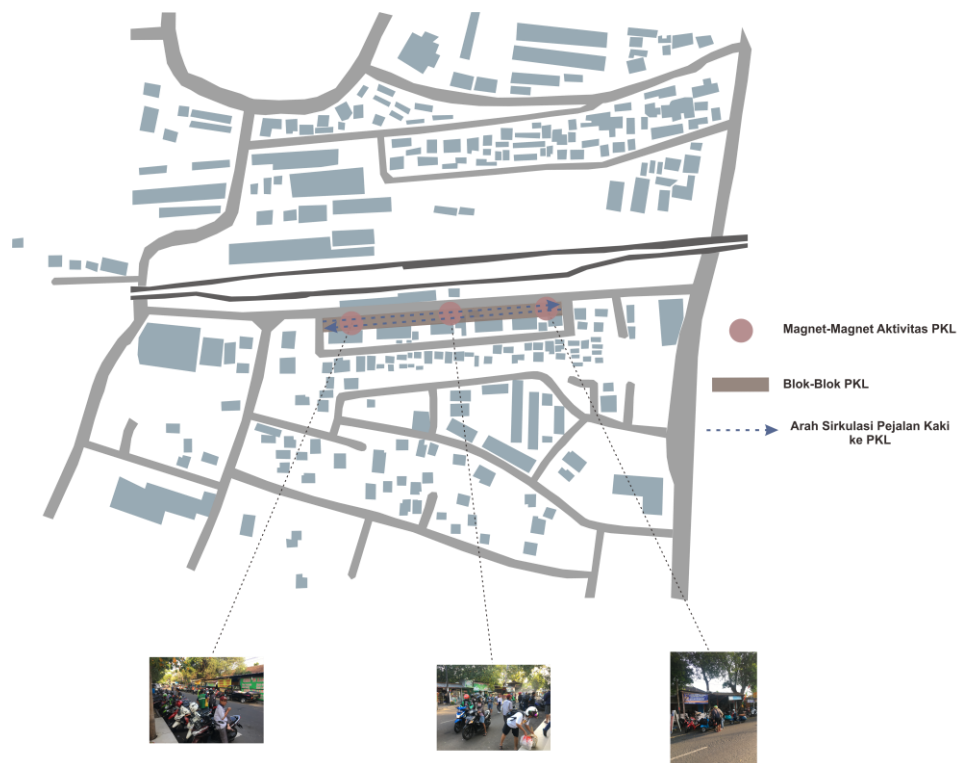 Magnet-Magnet Aktivitas PKL
Blok-Blok PKL
Arah Sirkulasi Pejalan Kaki
ke PKL